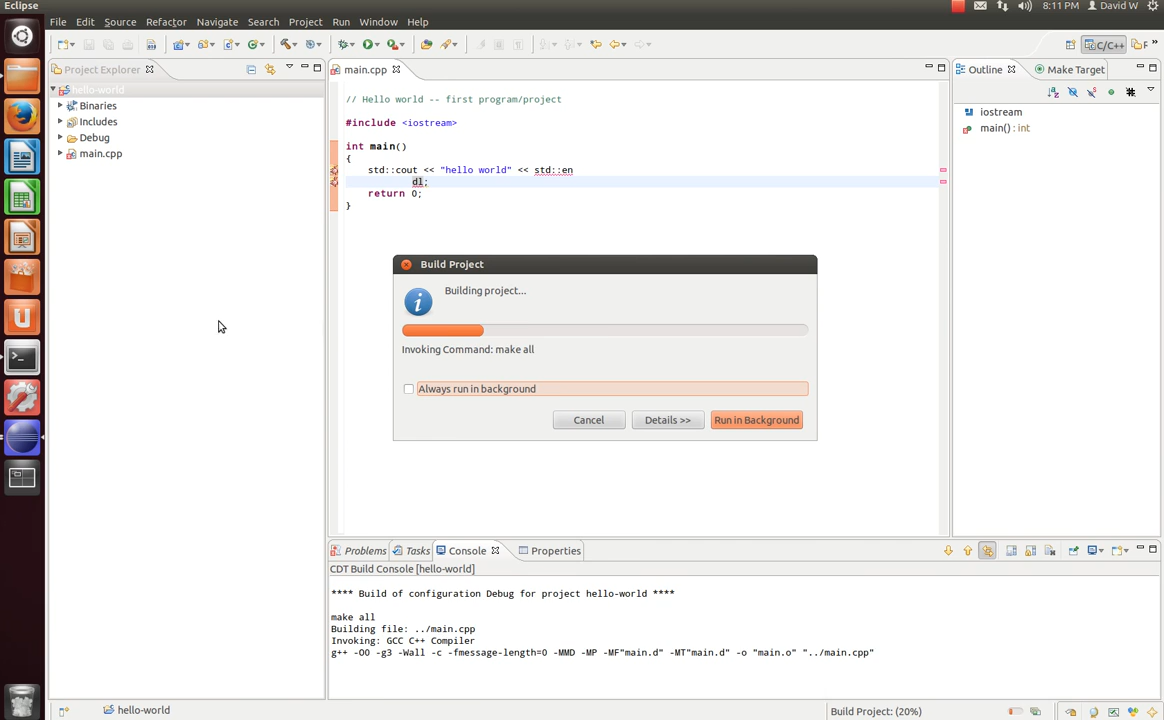 Eclipse
8:11 PM David W
File Edit Source Refactor Navigate Search Project Run Window Help
C/C++
Project Explorer
main.cpp
Outline Make Target
hello-world
Binaries
Includes
Debug
main.cpp
// Hello world -- first program/project
#include <iostream>
int main()
{
std::cout << "hello world" << std::en
dl;
return 0;
}
iostream
main() : int
Build Project
Building project...
Invoking Command: make all
Always run in background
Cancel Details >> Run in Background
Problems Tasks Console Properties
CDT Build Console [hello-world]
**** Build of configuration Debug for project hello-world ****
make all
Building file: ../main.cpp
Invoking: GCC C++ Compiler
g++ -O0 -g3 -Wall -c -fmessage-length=0 -MMD -MP -MF"main.d" -MT"main.d" -o "main.o" "../main.cpp"
hello-world
Build Project: (20%)